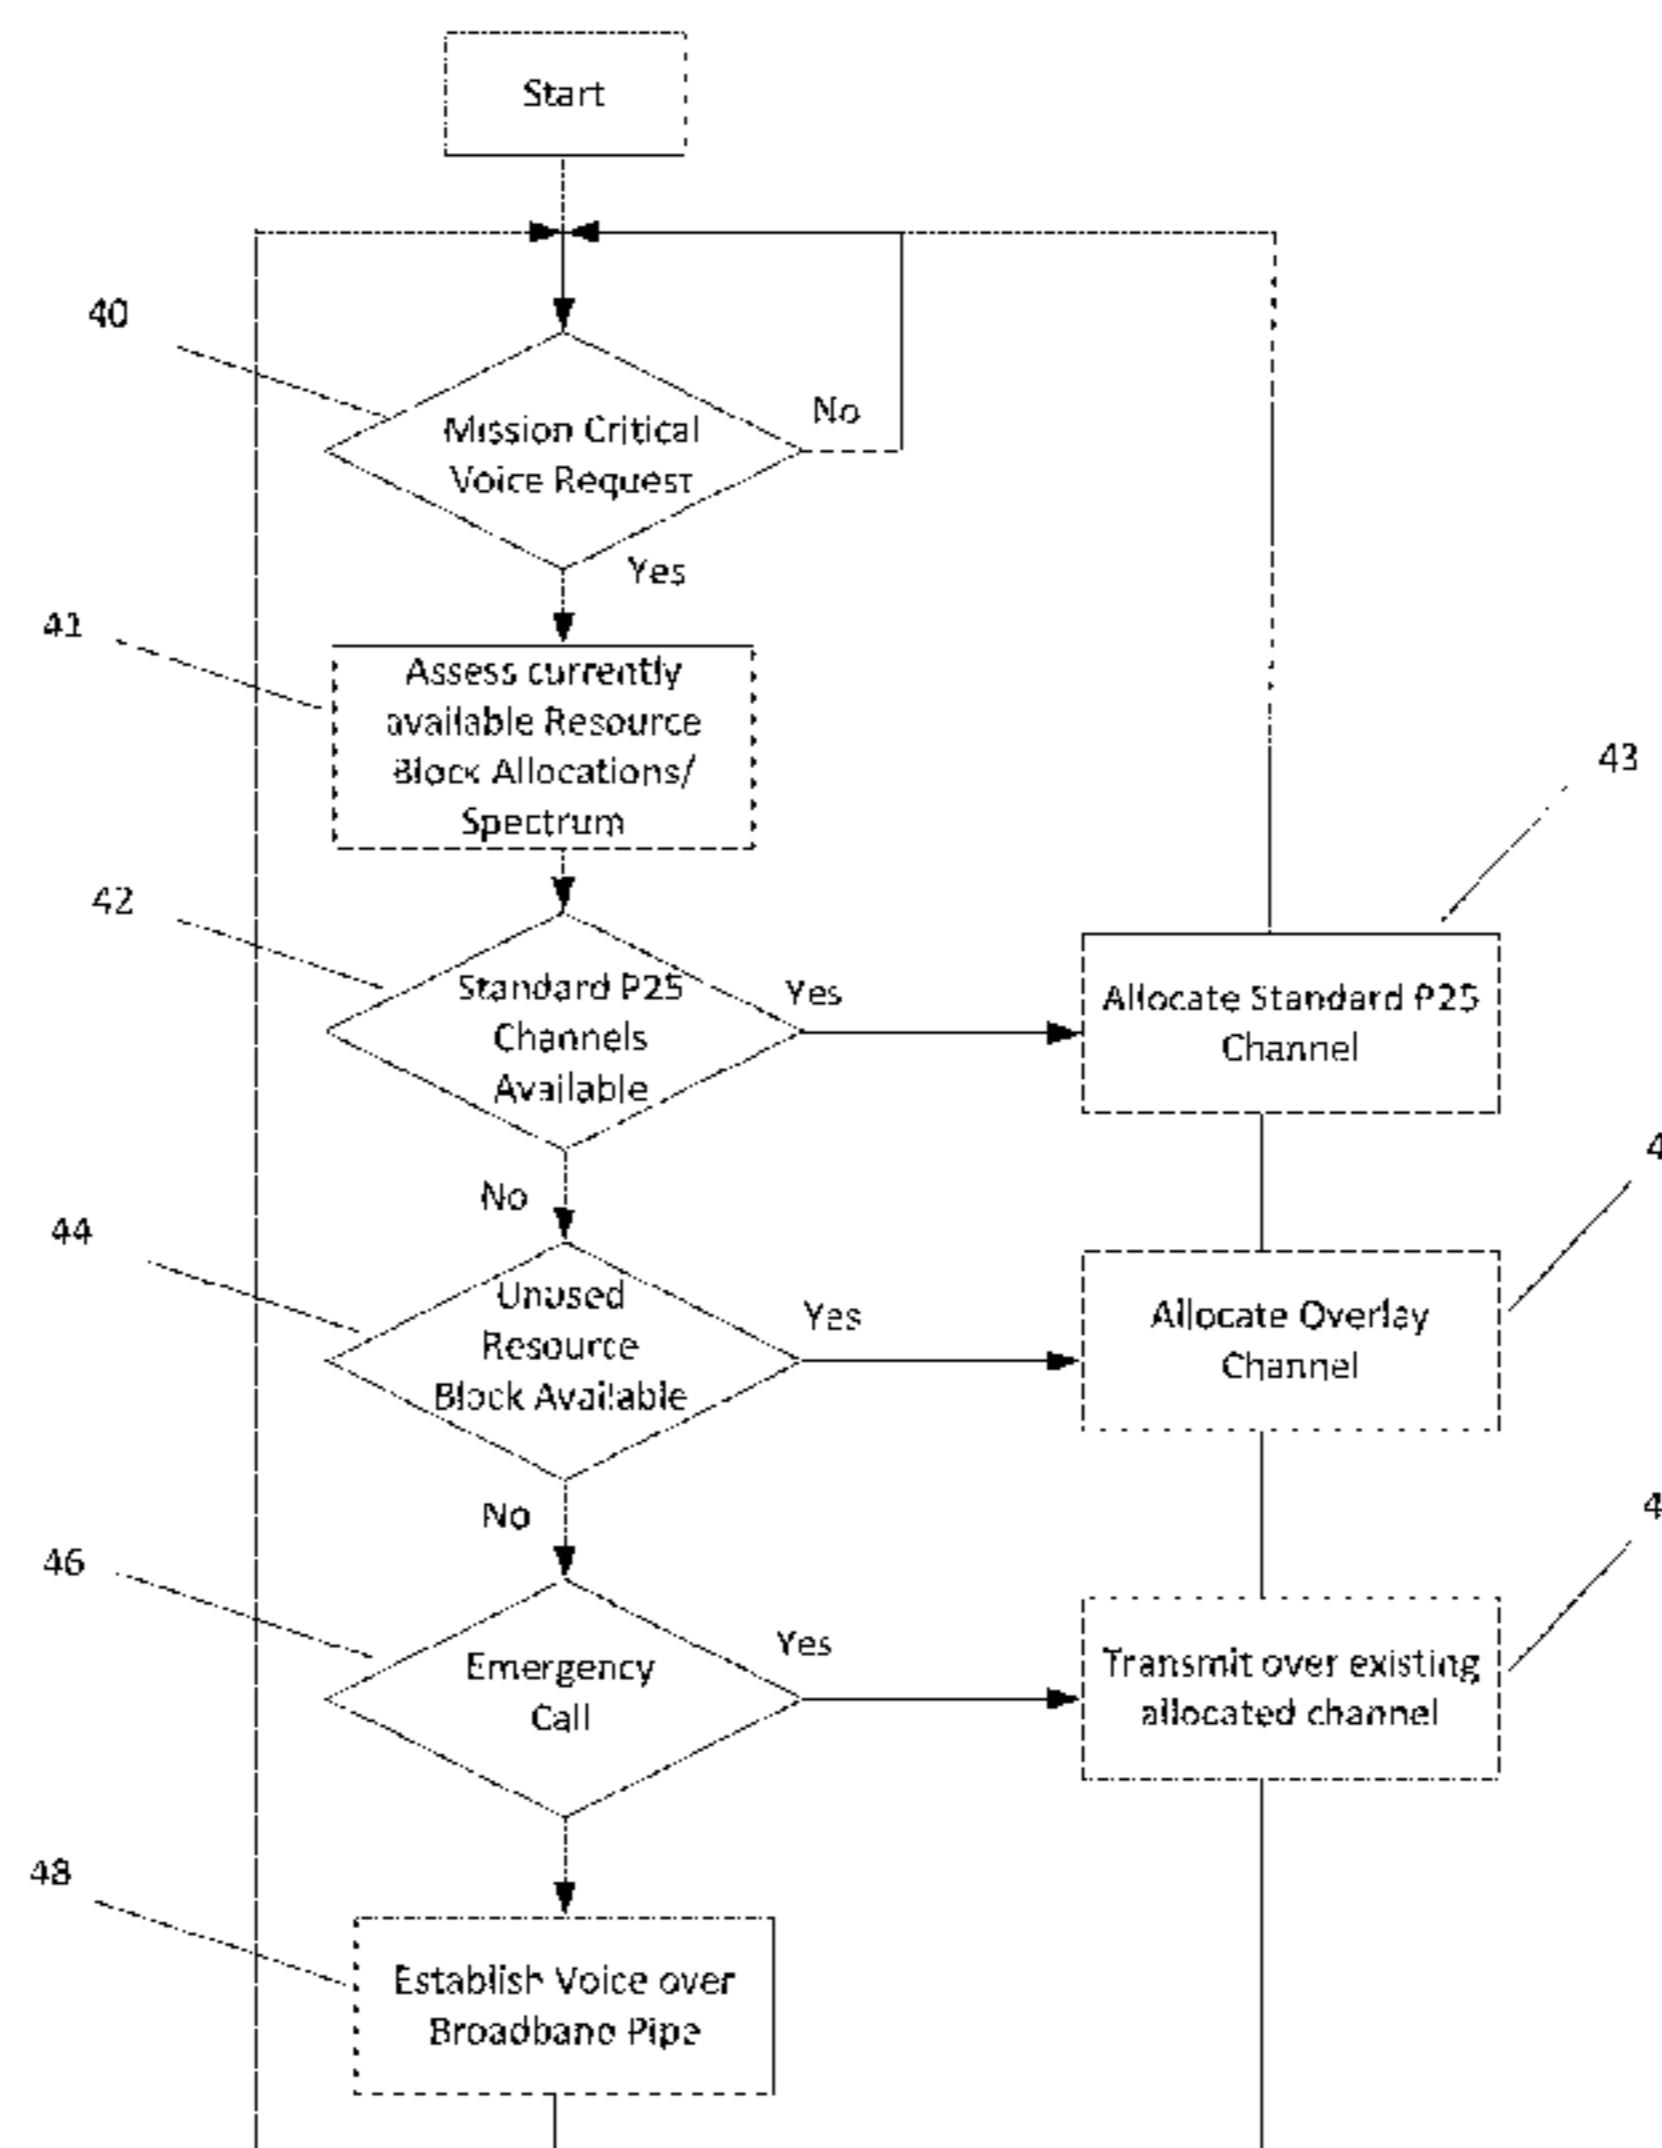 Start
40
Mission Critical
Voice Request
No
Yes
41
Assess currently
available Resource
Block Allocations/
Spectrum
42
Standard P25
Channels
Available
Yes
43
Allocate Standard P25
Channel
No
44
Unused
Resource
Block Available
Yes
4
Allocate Overlay
Channel
No
46
Emergency
Call
Yes
4
Transmit over existing
allocated channel
48
Establish Voice over
Broadband Pipe